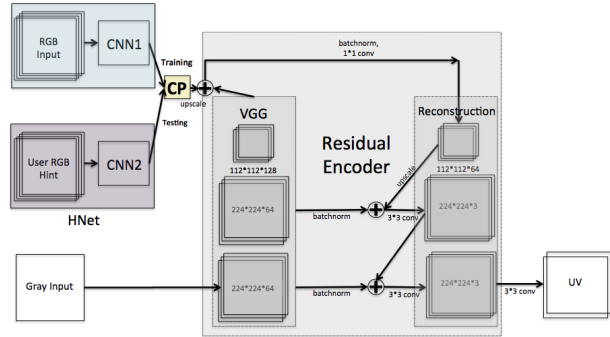 RGB
Input
CNN1
Training
CP
upscale
Testing
User RGB
Hint
CNN2
HNet
batchnorm,
1*1 conv
VGG
112*112*128
Residual
Encoder
Reconstruction
112*112*64
upscale
224*224*64
batchnorm
3*3 conv
224*224*3
Gray Input
224*224*64
batchnorm
3*3 conv
224*224*3
3*3 conv
UV